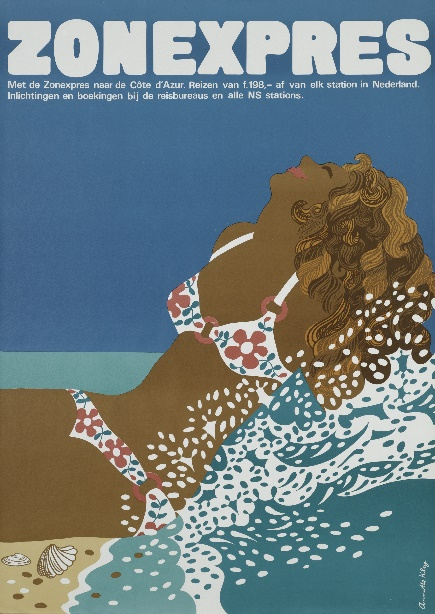 ZONEXPRES
Met de Zonexpres naar de Côte d'Azur. Reizen van f.198,- af van elk station in Nederland.
Inlichtingen en boekingen bij de reisbureaus en alle NS stations.